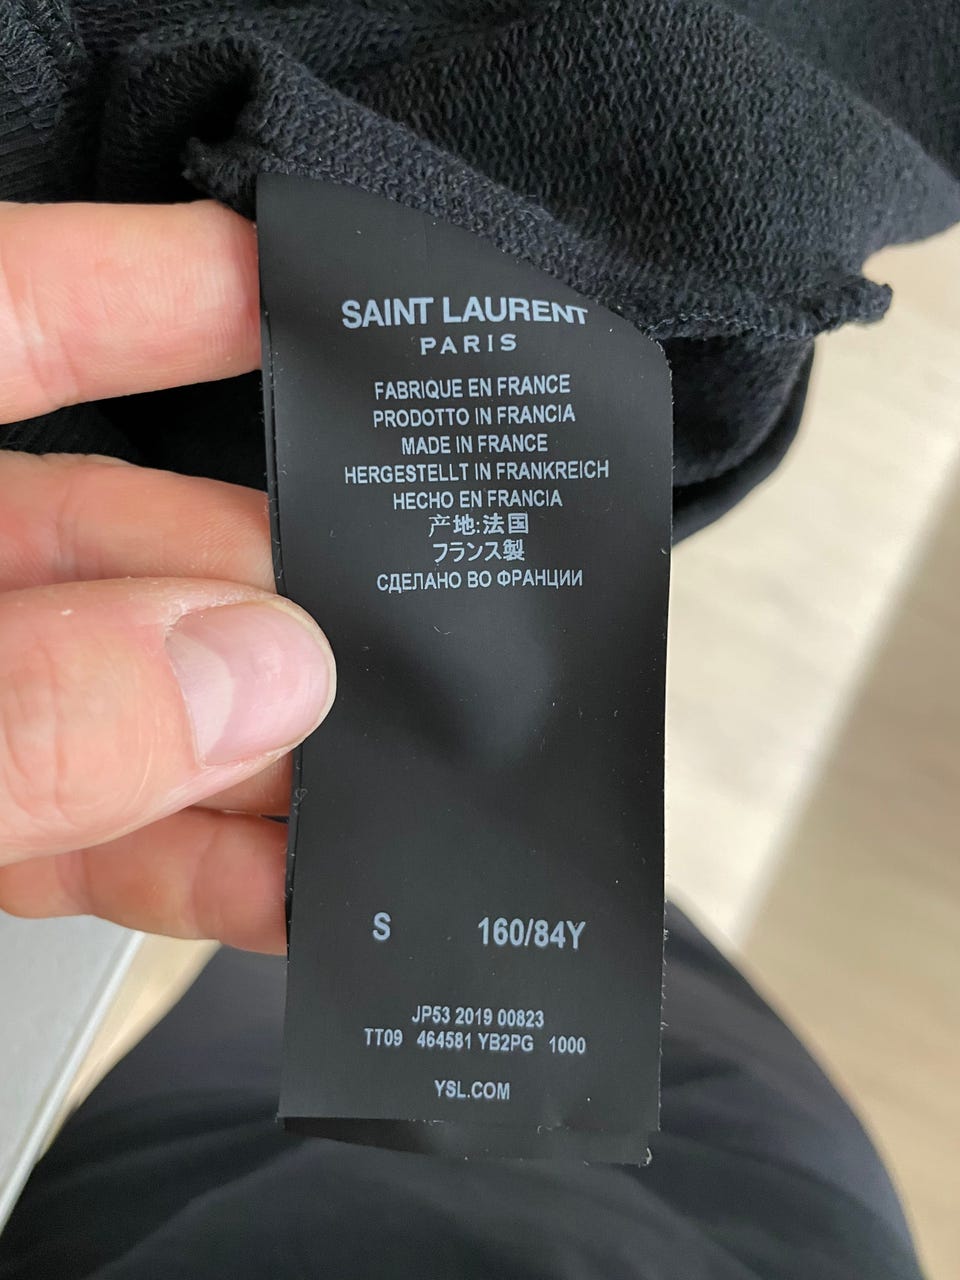 SAINT LAURENT
PARIS
FABRIQUE EN FRANCE
PRODOTTO IN FRANCIA
MADE IN FRANCE
HERGESTELLT IN FRANKREICH
HECHO EN FRANCIA
产地:法国
フランス製
СДЕЛАНО ВО ФРАНЦИИ
S 160/84Y
JP53 2019 00823
TT09 464581 YB2PG 1000
YSL.COM